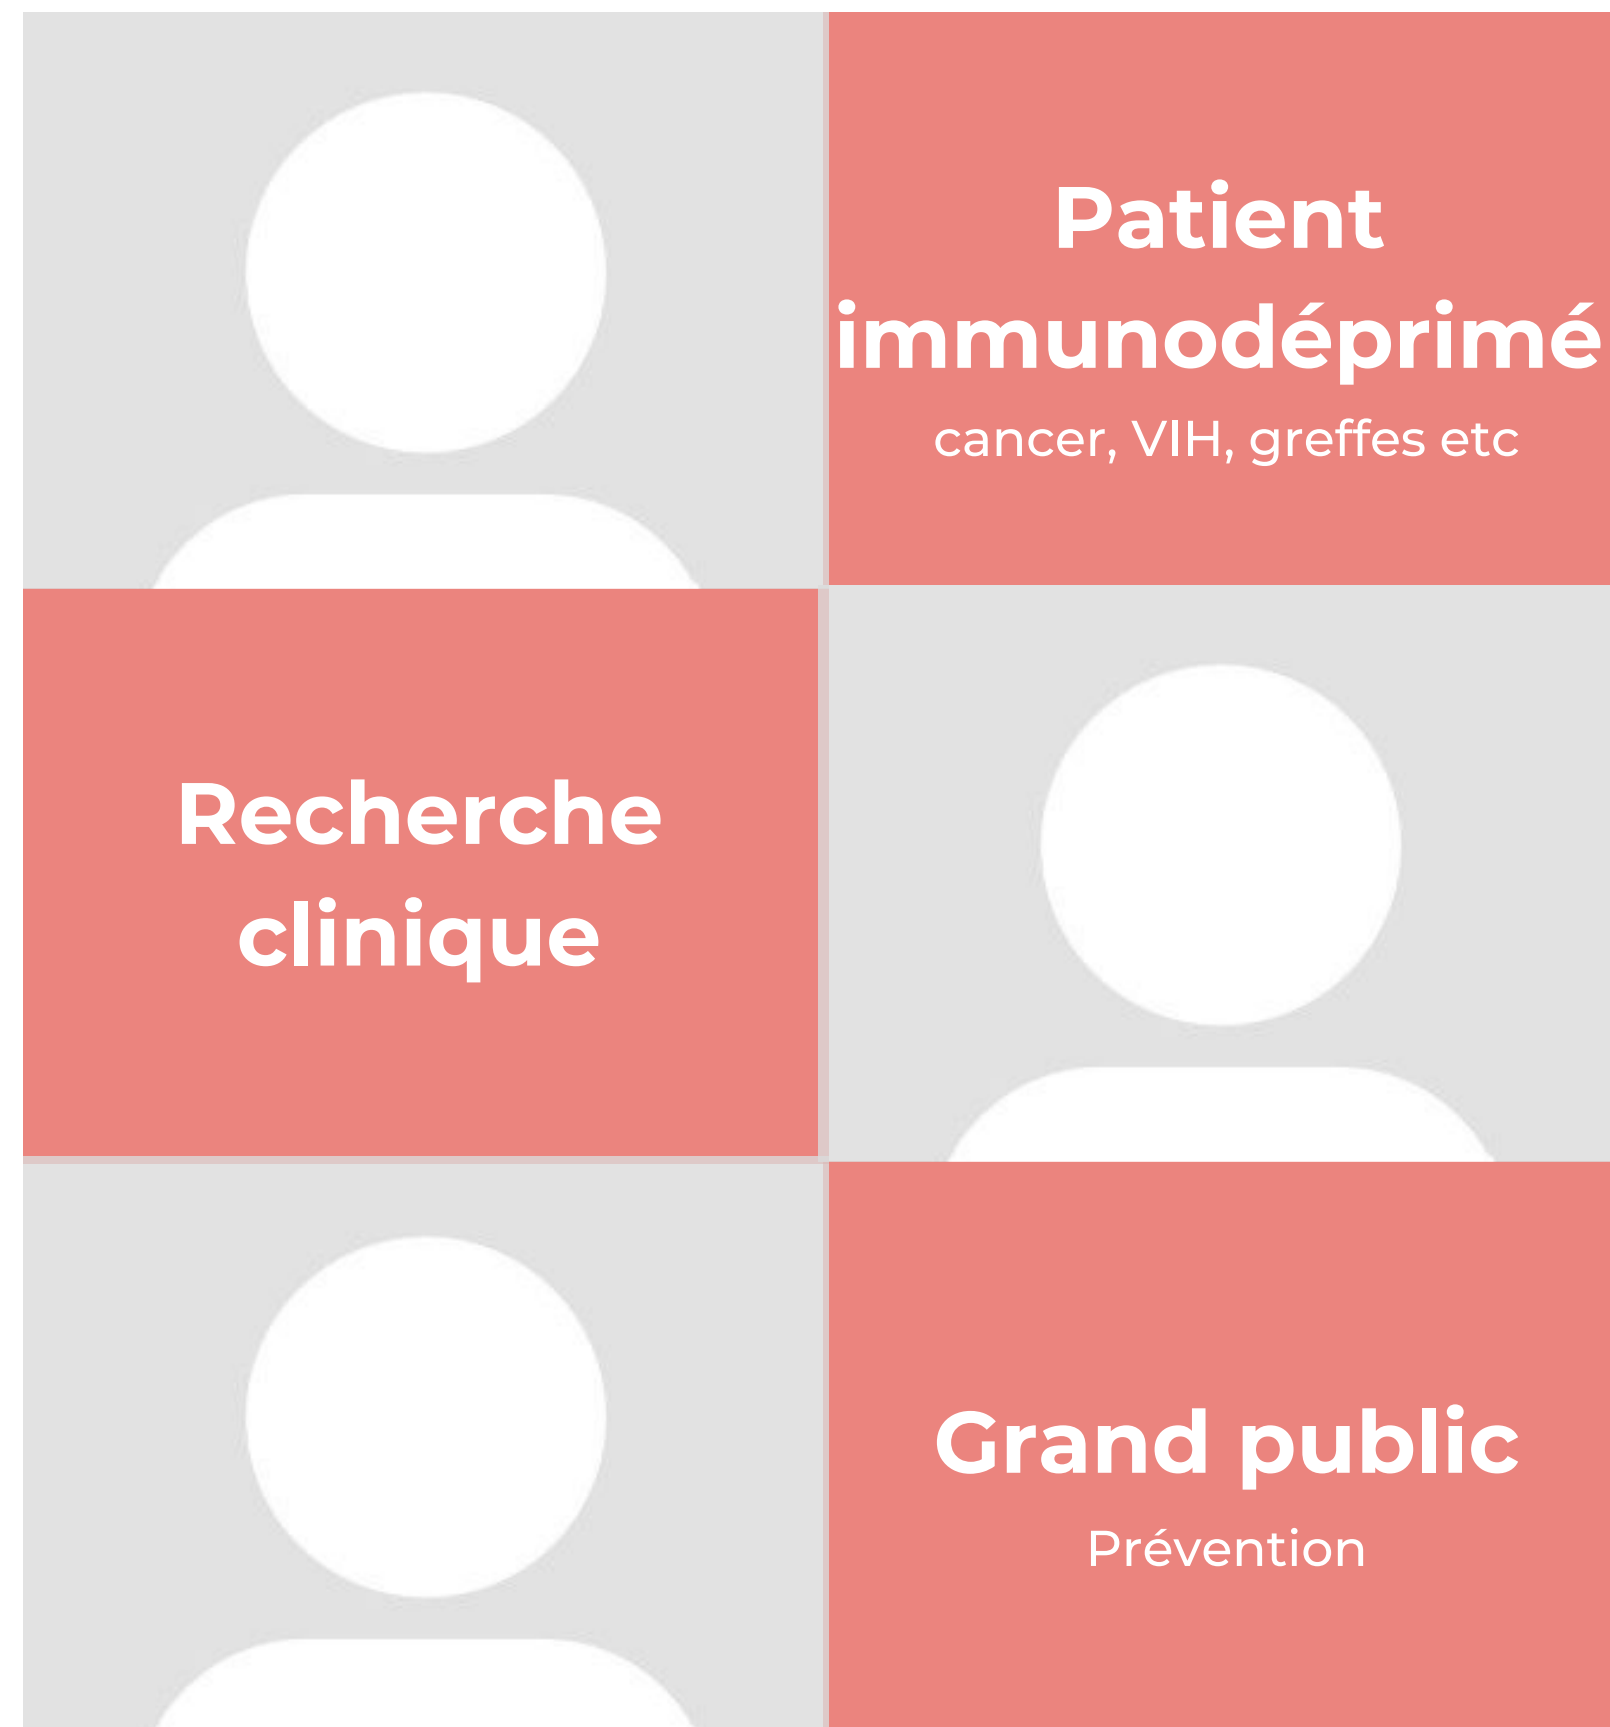 Patient
immunodéprimé
cancer, VIH, greffes etc
Recherche
clinique
Grand public
Prévention